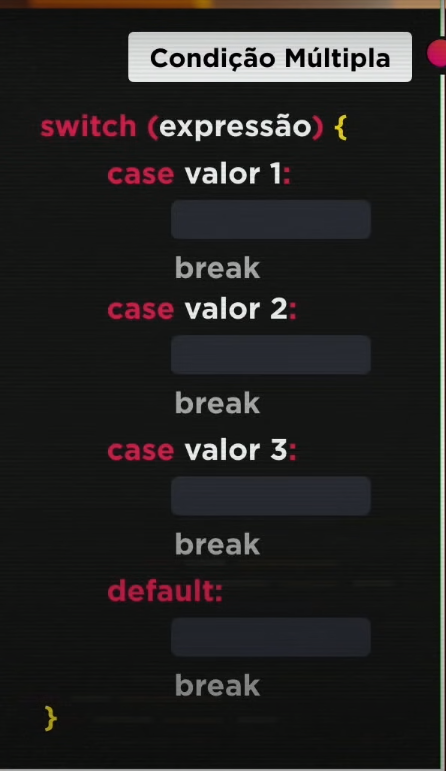 Condição Múltipla
switch (expressão) {
case valor 1:
break
case valor 2:
break
case valor 3:
break
default:
break
}